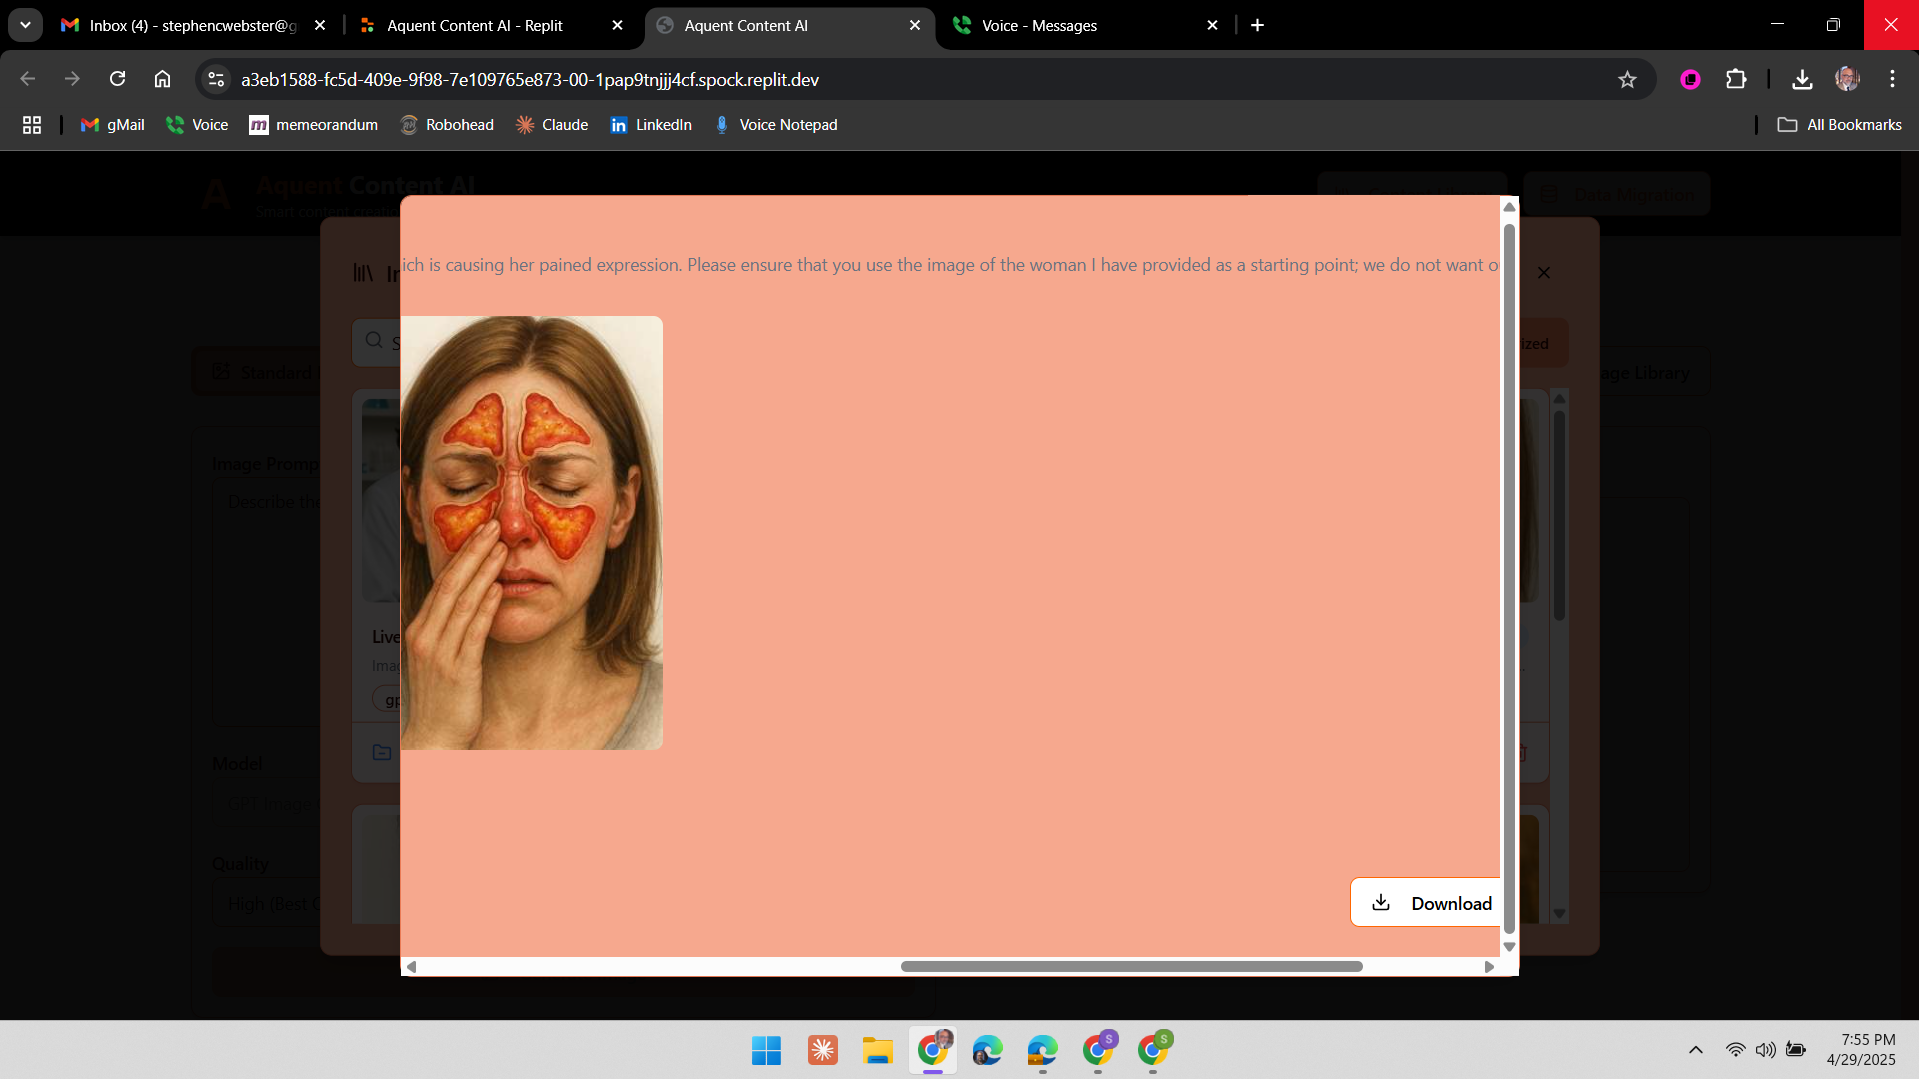 Inbox (4) - stephencwebster@g
Aquent Content AI - Replit
Aquent Content AI
Voice - Messages
a3eb1588-fc5d-409e-9f98-7e109765e873-00-1pap9tnjjj4cf.spock.replit.dev
gMail
Voice
memeorandum
Robohead
Claude
LinkedIn
Voice Notepad
All Bookmarks
A
Aquent Content AI
Smart content creatio
Data Migration
ich is causing her pained expression. Please ensure that you use the image of the woman I have provided as a starting point; we do not want o
ized
Standard
age Library
Image Promp
Describe the
Live
Imag
gp
Model
GPT Image
Quality
High (Best
Download
S
S
7:55 PM
4/29/2025